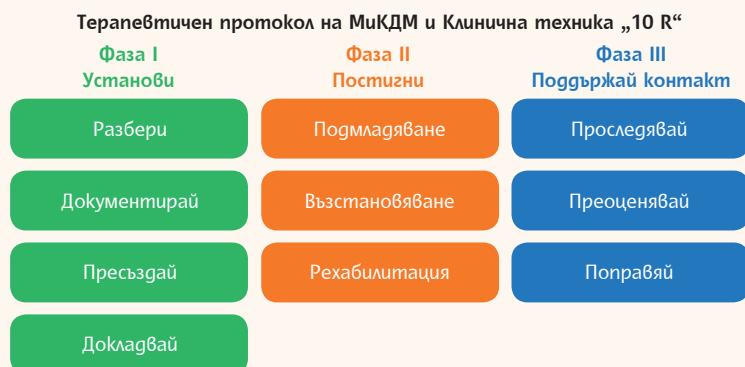 Терапевтичен протокол на МиКДМ и Клинична техника „10 R“
Фаза I
Установи
Разбери
Документирай
Пресъздай
Докладвай
Фаза II
Постигни
Подмладяване
Възстановяване
Рехабилитация
Фаза III
Поддържай контакт
Проследявай
Преоценявай
Поправяй